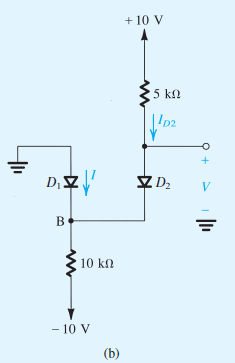 +10 V
5 kΩ
I_D2
D₁
I
D₂
+
V
−
B
10 kΩ
−10 V
(b)